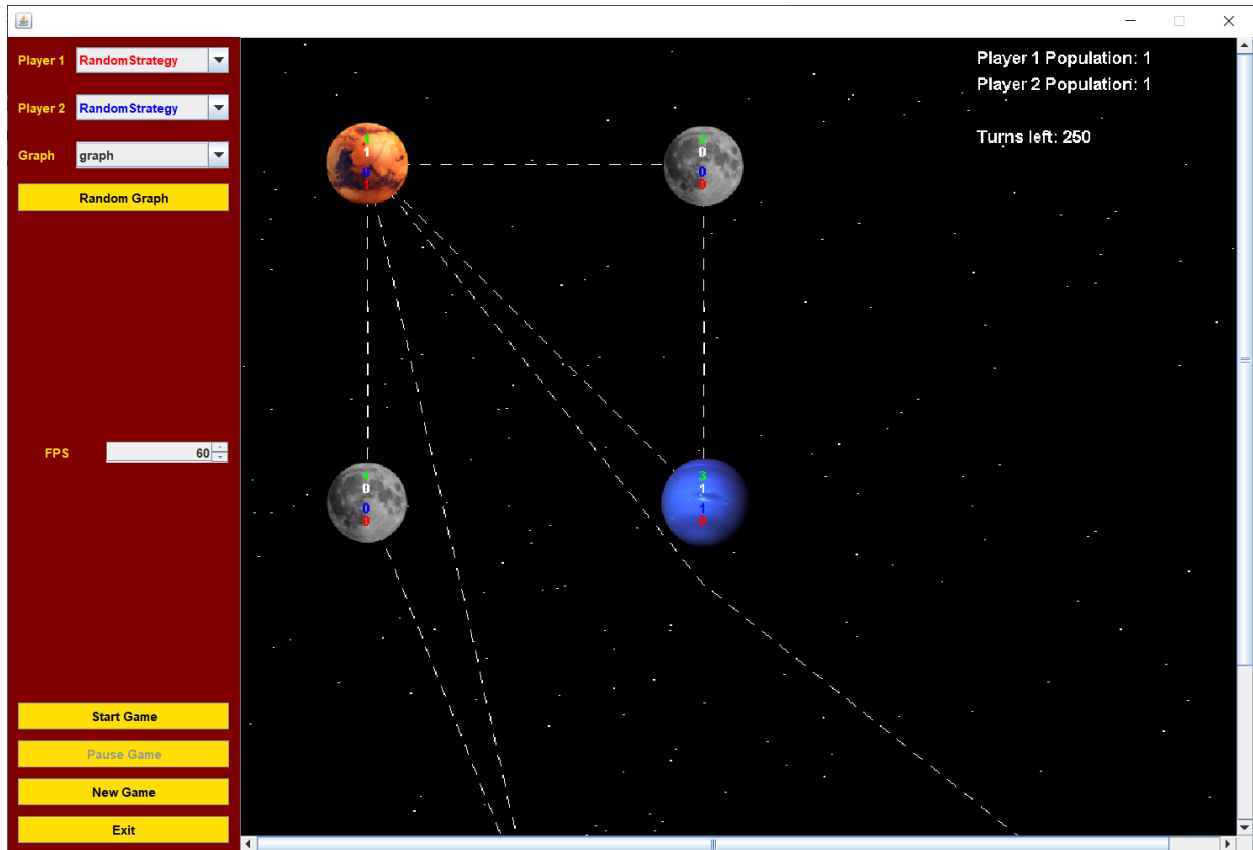 Player 1 RandomStrategy
Player 2 RandomStrategy
Graph graph
Random Graph
FPS 60
Start Game
Pause Game
New Game
Exit
Player 1 Population: 1
Player 2 Population: 1
Turns left: 250
1
0
1
0
0
0
0
0
0
3
1
1
0